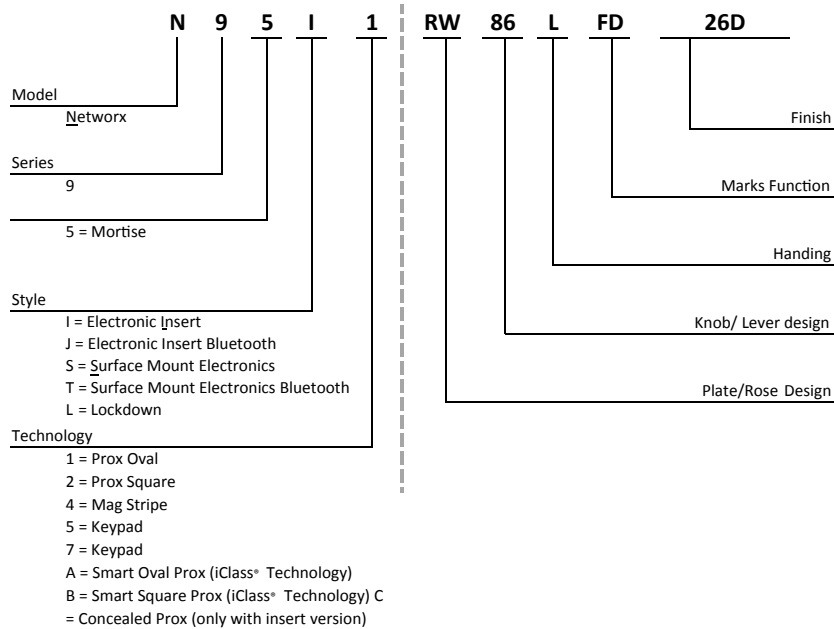 N 9 5 I 1 RW 86 L FD 26D
Model
Networx
Finish
Series
9
Marks Function
5 = Mortise
Handing
Style
I = Electronic Insert
Knob/ Lever design
J = Electronic Insert Bluetooth
S = Surface Mount Electronics
T = Surface Mount Electronics Bluetooth
Plate/Rose Design
L = Lockdown
Technology
1 = Prox Oval
2 = Prox Square
4 = Mag Stripe
5 = Keypad
7 = Keypad
A = Smart Oval Prox (iClass® Technology)
B = Smart Square Prox (iClass® Technology) C
= Concealed Prox (only with insert version)